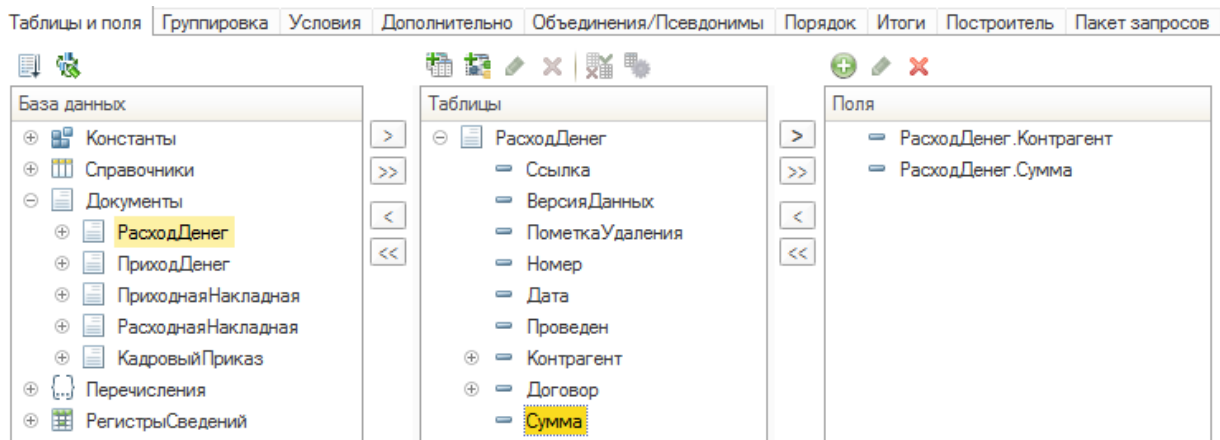 Таблицы и поля Группировка Условия Дополнительно Объединения/Псевдонимы Порядок Итоги Построитель Пакет запросов
База данных
Константы
Справочники
Документы
РасходДенег
ПриходДенег
ПриходнаяНакладная
РасходнаяНакладная
КадровыйПриказ
Перечисления
РегистрыСведений
>
>>
<
<<
Таблицы
РасходДенег
Ссылка
ВерсияДанных
ПометкаУдаления
Номер
Дата
Проведен
Контрагент
Договор
Сумма
>
>>
<
<<
Поля
РасходДенег.Контрагент
РасходДенег.Сумма